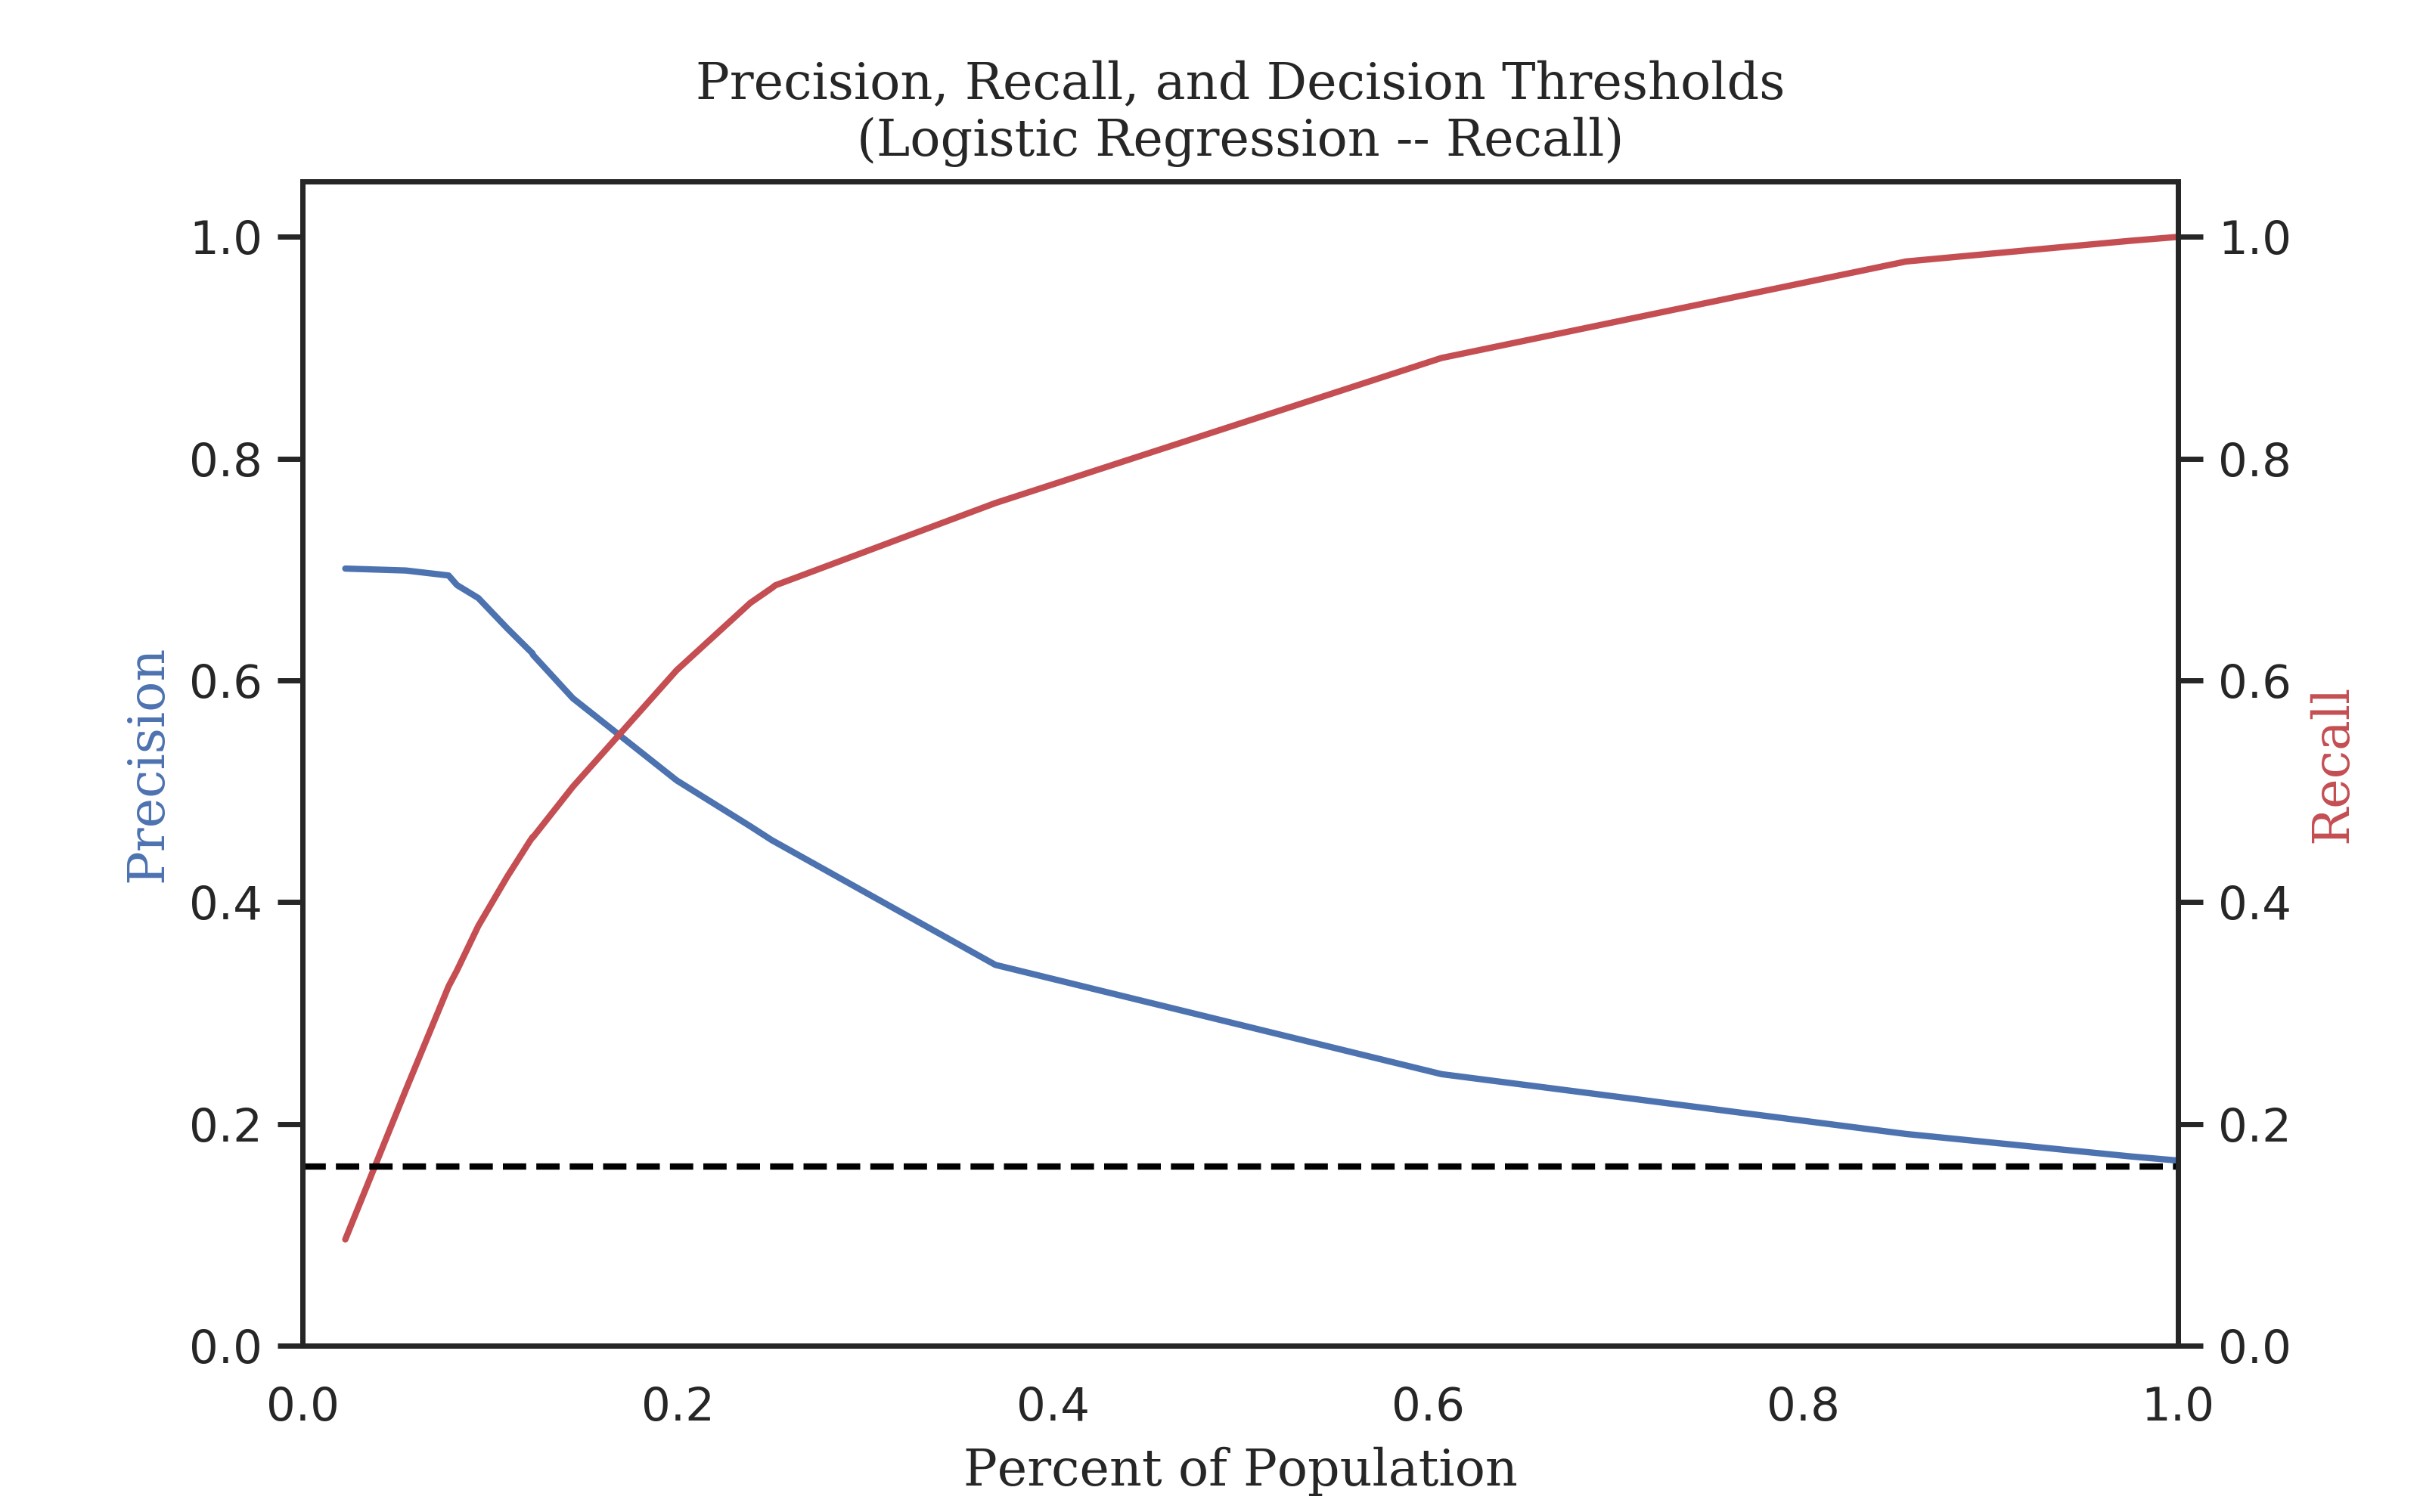 Precision, Recall, and Decision Thresholds
(Logistic Regression -- Recall)
Precision
1.0
0.8
0.6
0.4
0.2
0.0
1.0
0.8
0.6
0.4
0.2
0.0
Recall
0.0 0.2 0.4 0.6 0.8 1.0
Percent of Population